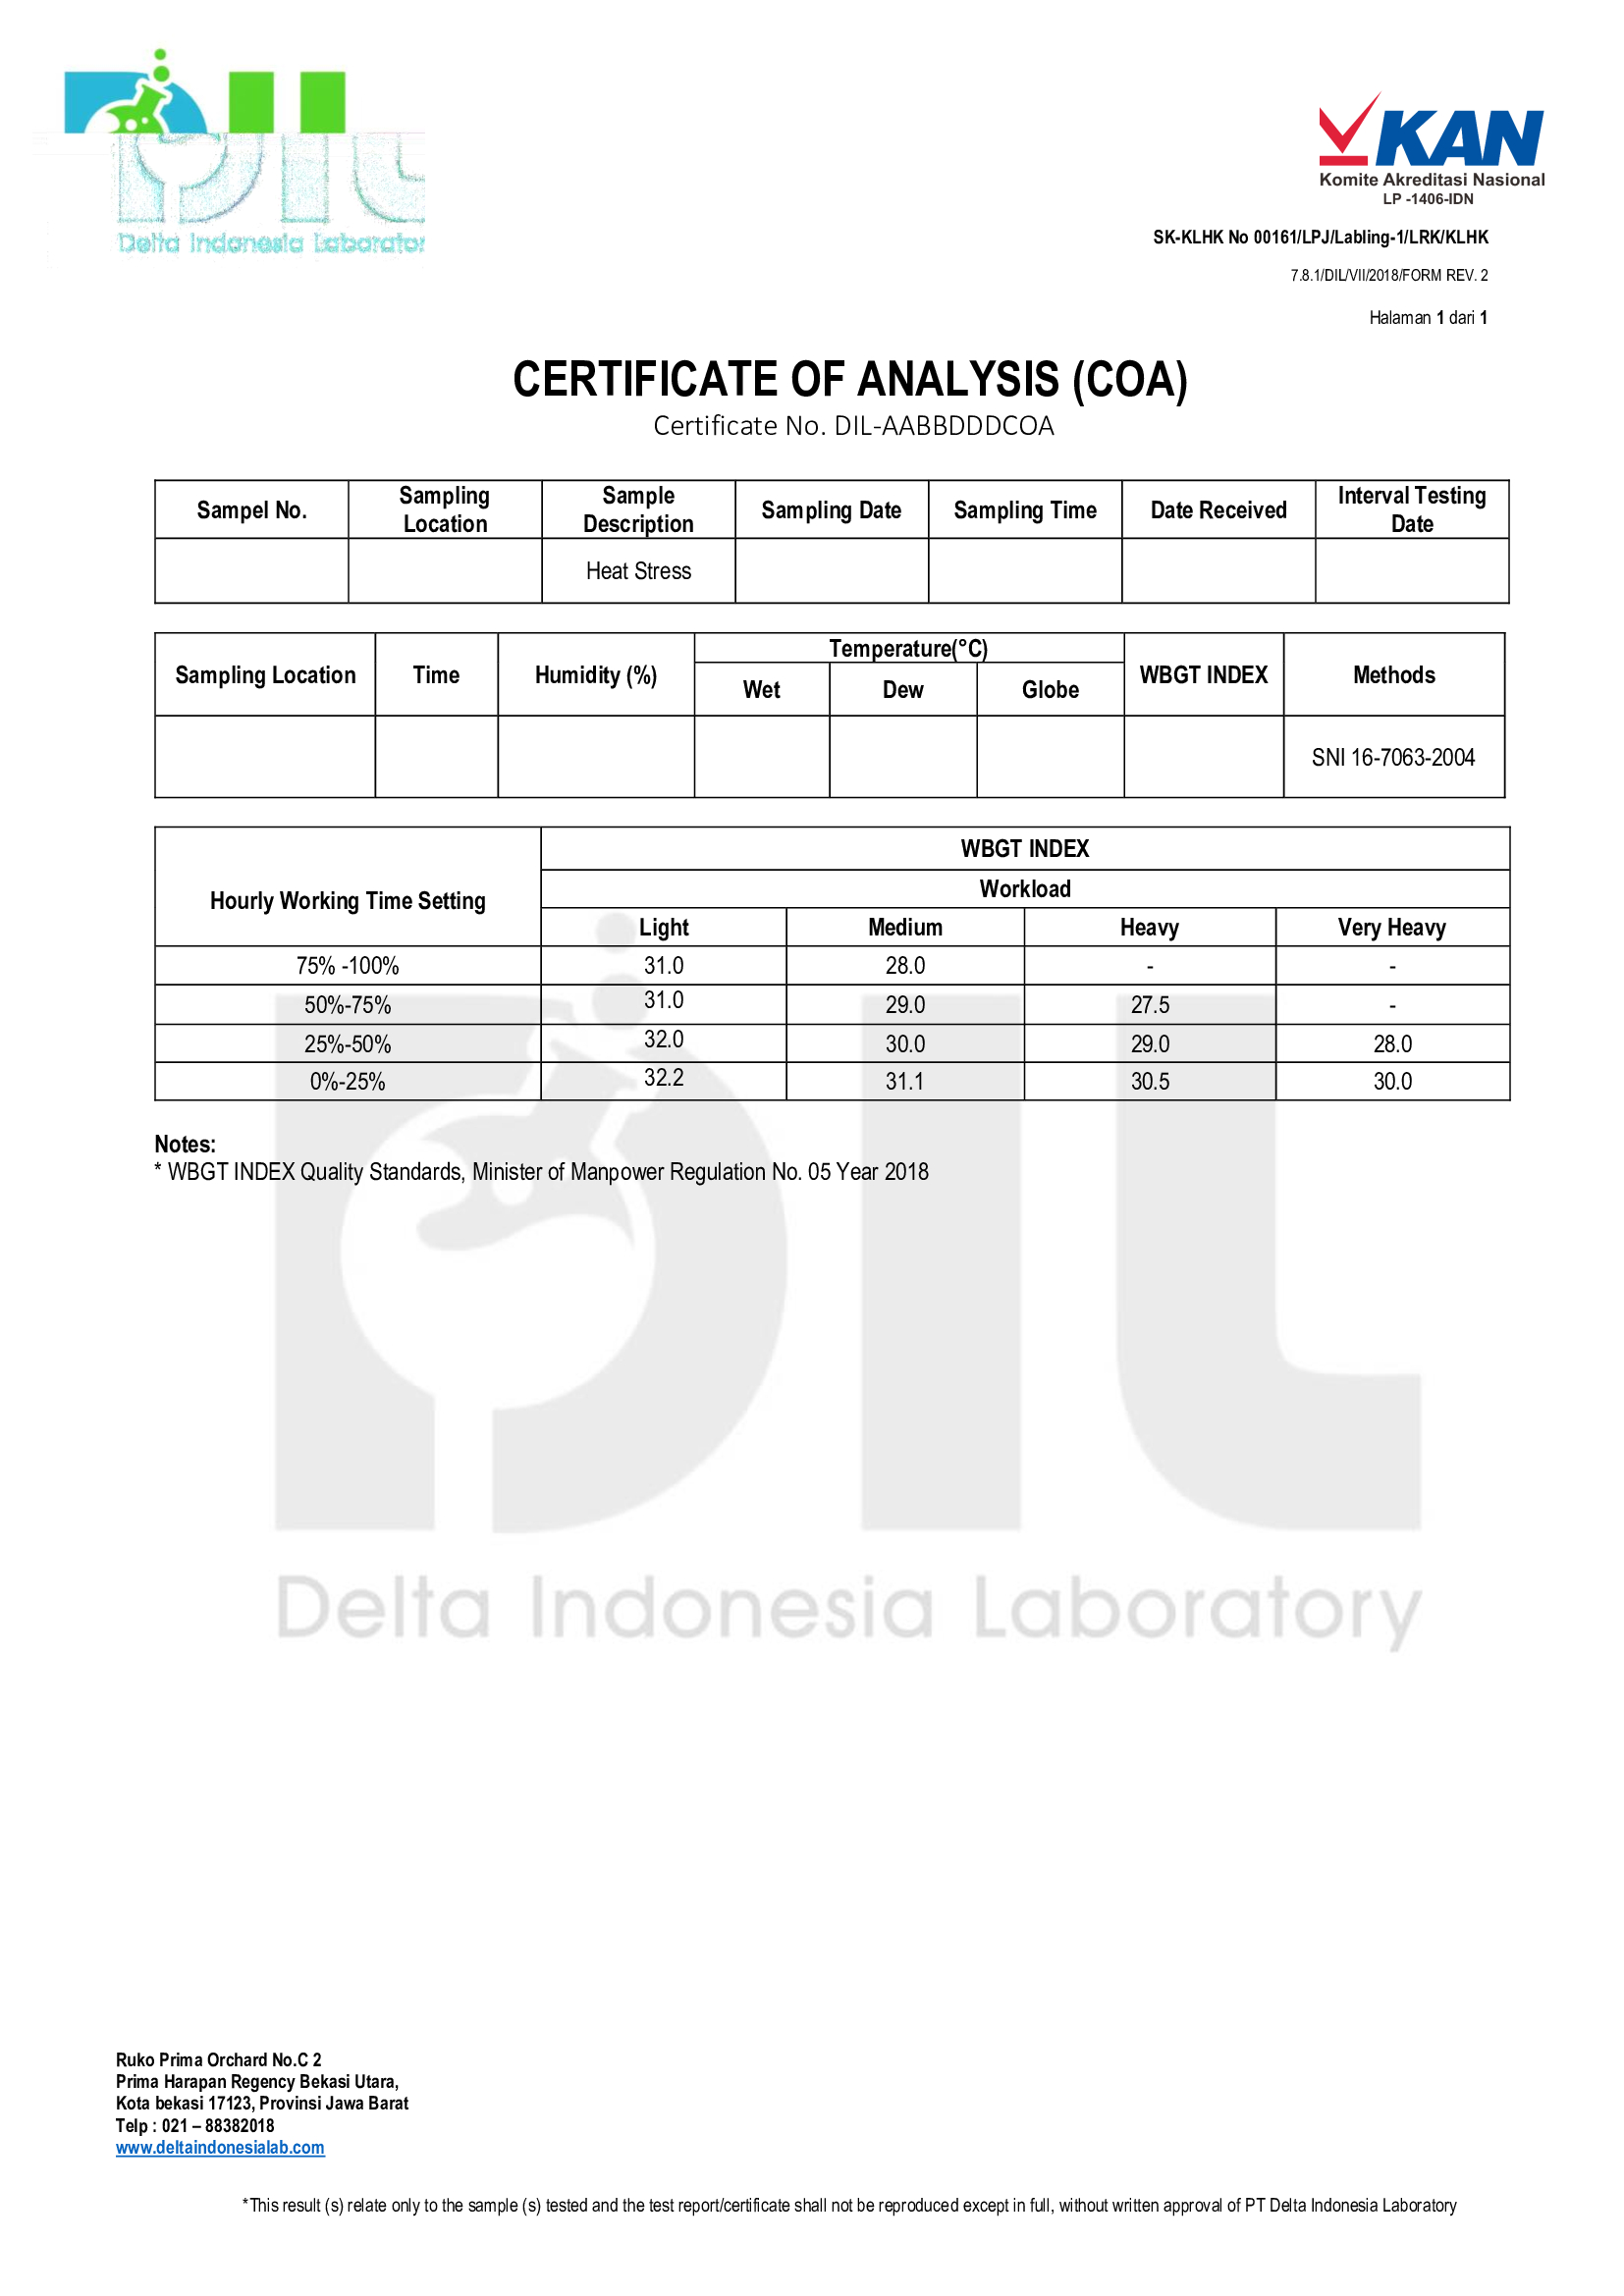 KAN
Komite Akreditasi Nasional
LP -1406-IDN
Delta Indonesia
SK-KLHK No 00161/LPJ/Labling-1/LRK/KLHK
7.8.1/DIL/VII/2018/FORM REV. 2
Halaman 1 dari 1
CERTIFICATE OF ANALYSIS (COA)
Certificate No. DIL-AABBDDDCOA
Sampel No. Sampling Location Sample Description Sampling Date Sampling Time Date Received Interval Testing Date
Heat Stress
Sampling Location Time Humidity (%) Temperature(°C) WBGT INDEX Methods
Wet Dew Globe
SNI 16-7063-2004
Hourly Working Time Setting WBGT INDEX
Workload
Light Medium Heavy Very Heavy
75% -100% 31.0 28.0 - -
50%-75% 31.0 29.0 27.5 -
25%-50% 32.0 30.0 29.0 28.0
0%-25% 32.2 31.1 30.5 30.0
Notes:
* WBGT INDEX Quality Standards, Minister of Manpower Regulation No. 05 Year 2018
DIL
Delta Indonesia Laboratory
Ruko Prima Orchard No.C 2
Prima Harapan Regency Bekasi Utara,
Kota bekasi 17123, Provinsi Jawa Barat
Telp : 021 – 88382018
www.deltaindonesialab.com
*This result (s) relate only to the sample (s) tested and the test report/certificate shall not be reproduced except in full, without written approval of PT Delta Indonesia Laboratory